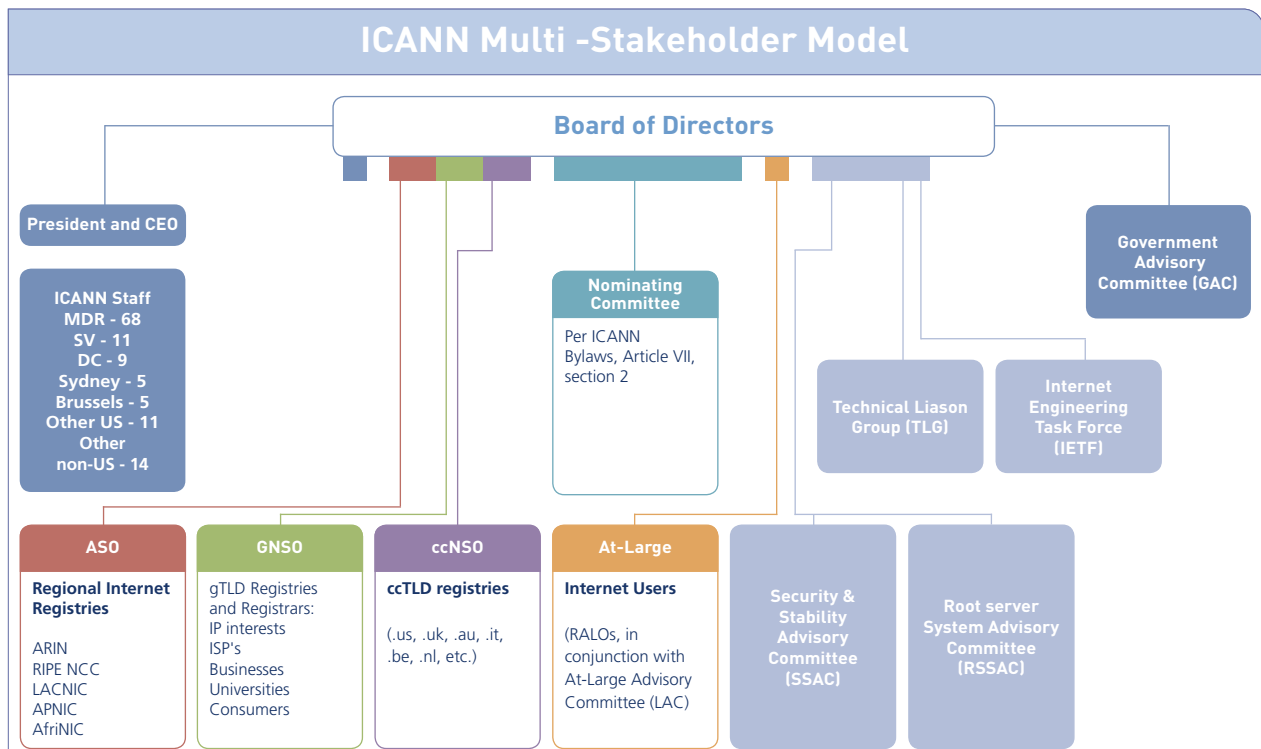 ICANN Multi -Stakeholder Model
Board of Directors
President and CEO
ICANN Staff
MDR - 68
SV - 11
DC - 9
Sydney - 5
Brussels - 5
Other US - 11
Other
non-US - 14
Nominating
Committee
Per ICANN
Bylaws, Article VII,
section 2
Government
Advisory
Committee (GAC)
Technical Liason
Group (TLG)
Internet
Engineering
Task Force
(IETF)
ASO
Regional Internet
Registries
ARIN
RIPE NCC
LACNIC
APNIC
AfriNIC
GNSO
gTLD Registries
and Registrars:
IP interests
ISP's
Businesses
Universities
Consumers
ccNSO
ccTLD registries
(.us, .uk, .au, .it,
.be, .nl, etc.)
At-Large
Internet Users
(RALOs, in
conjunction with
At-Large Advisory
Committee (LAC)
Security &
Stability
Advisory
Committee
(SSAC)
Root server
System Advisory
Committee
(RSSAC)